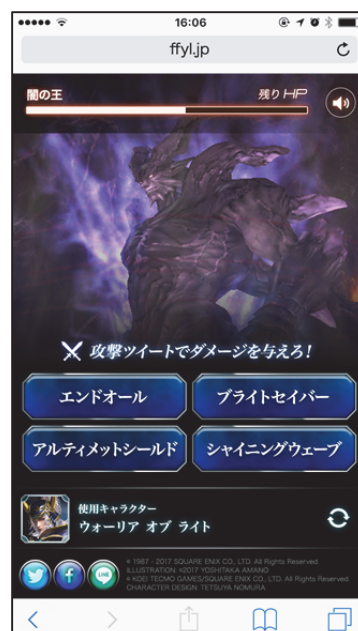 16:06
ffyl.jp
闇の王
残りHP
攻撃ツイートでダメージを与えろ!
エンドオール
ブライトセイバー
アルティメットシールド
シャイニングウェーブ
使用キャラクター
ウォーリア オブ ライト
LINE
© 1987 - 2017 SQUARE ENIX CO., LTD. All Rights Reserved.
ILLUSTRATION: ©2017 YOSHITAKA AMANO
© KOEI TECMO GAMES/SQUARE ENIX CO., LTD. All Rights Reserved.
CHARACTER DESIGN: TETSUYA NOMURA